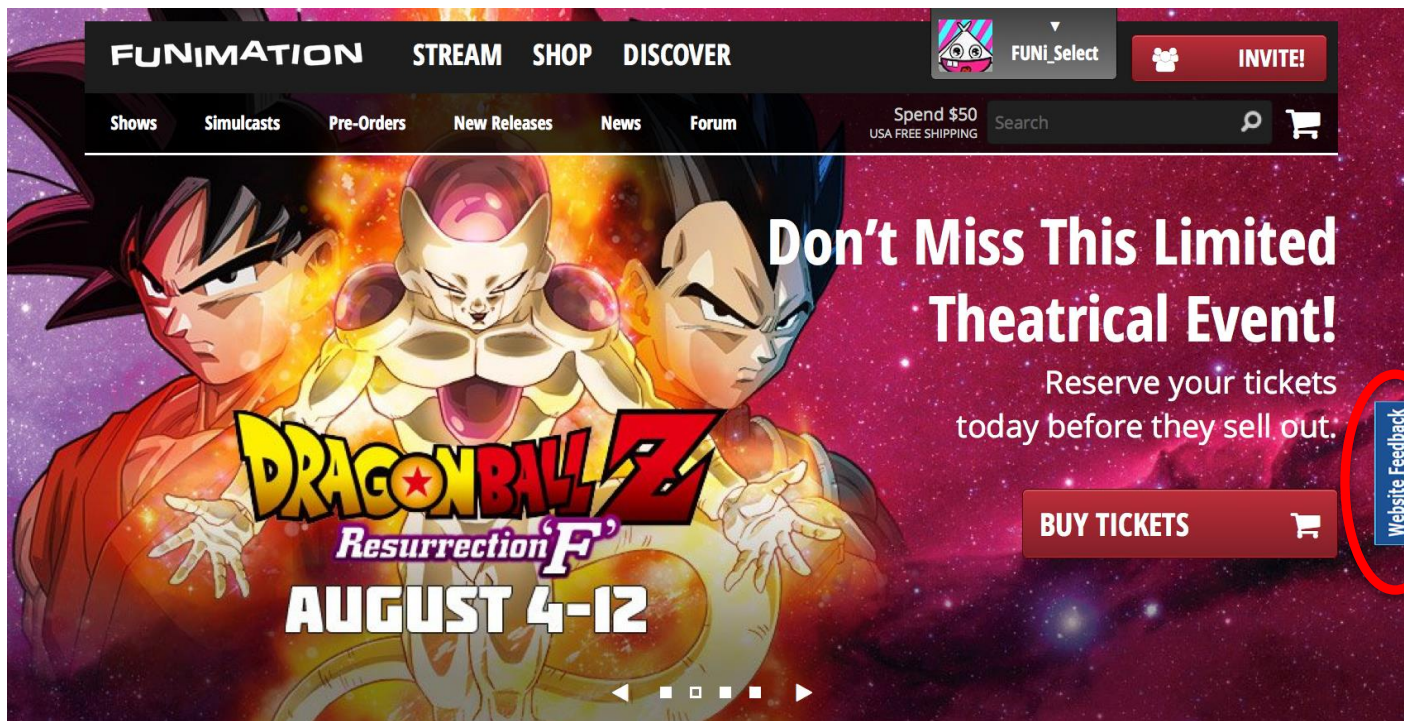 FUNIMATION STREAM SHOP DISCOVER
FUNi_Select
INVITE!
Shows Simulcasts Pre-Orders New Releases News Forum
Spend $50
USA FREE SHIPPING
Search
Don't Miss This Limited
Theatrical Event!
Reserve your tickets
today before they sell out.
BUY TICKETS
Website Feedback
DRAGONBALL Z
Resurrection 'F'
AUGUST 4-12